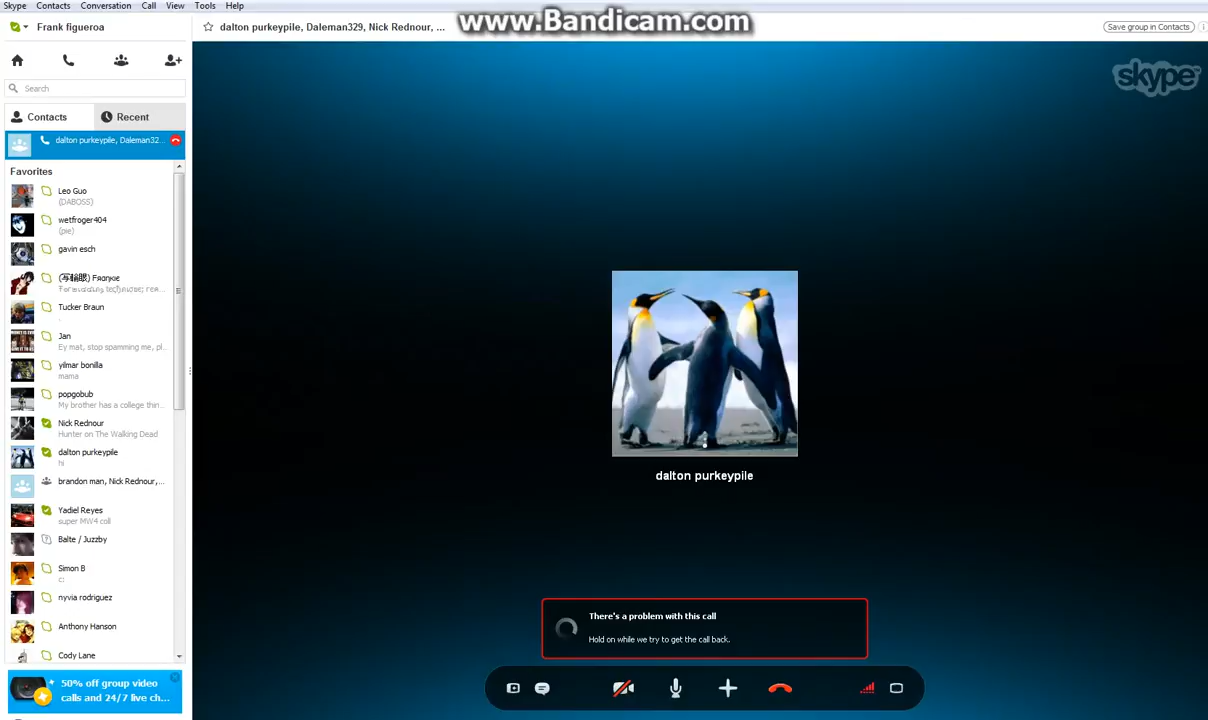 Skype Contacts Conversation Call View Tools Help
www.Bandicam.com
Frank figueroa
dalton purkeypile, Daleman329, Nick Rednour, ...
Save group in Contacts
skype
Search
Contacts
Recent
dalton purkeypile, Daleman32...
Favorites
Leo Guo
(DABOSS)
wetfroger404
(pie)
gavin esch
Frankie
Tucker Braun
.
Jan
Ey mat, stop spamming me, pl...
yilmar bonilla
mama
popgobub
My brother has a college thin...
Nick Rednour
Hunter on The Walking Dead
dalton purkeypile
hi
brandon man, Nick Rednour,...
Yadiel Reyes
super MW4 coll
Balte / Juzzby
Simon B
c:
nyvia rodriguez
Anthony Hanson
Cody Lane
50% off group video
calls and 24/7 live ch...
dalton purkeypile
There's a problem with this call
Hold on while we try to get the call back.